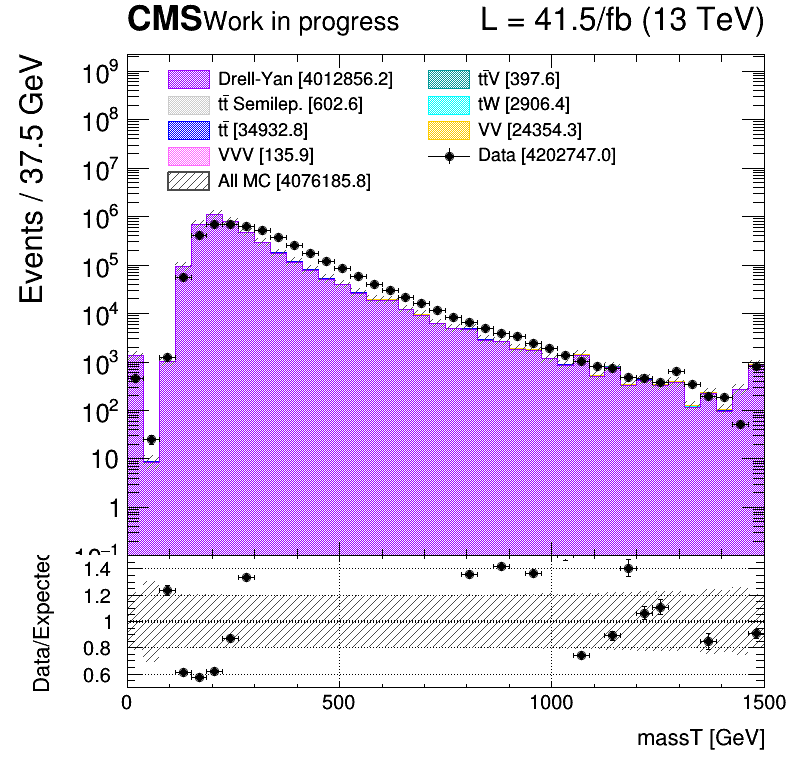 CMS Work in progress L = 41.5/fb (13 TeV)
Events / 37.5 GeV
10⁹
10⁸
10⁷
10⁶
10⁵
10⁴
10³
10²
10
1
10⁻¹
Drell-Yan [4012856.2]
tt̄ Semilep. [602.6]
tt̄ [34932.8]
VVV [135.9]
All MC [4076185.8]
tt̄V [397.6]
tW [2906.4]
VV [24354.3]
Data [4202747.0]
Data/Expected
1.4
1.2
1
0.8
0.6
0 500 1000 1500
massT [GeV]